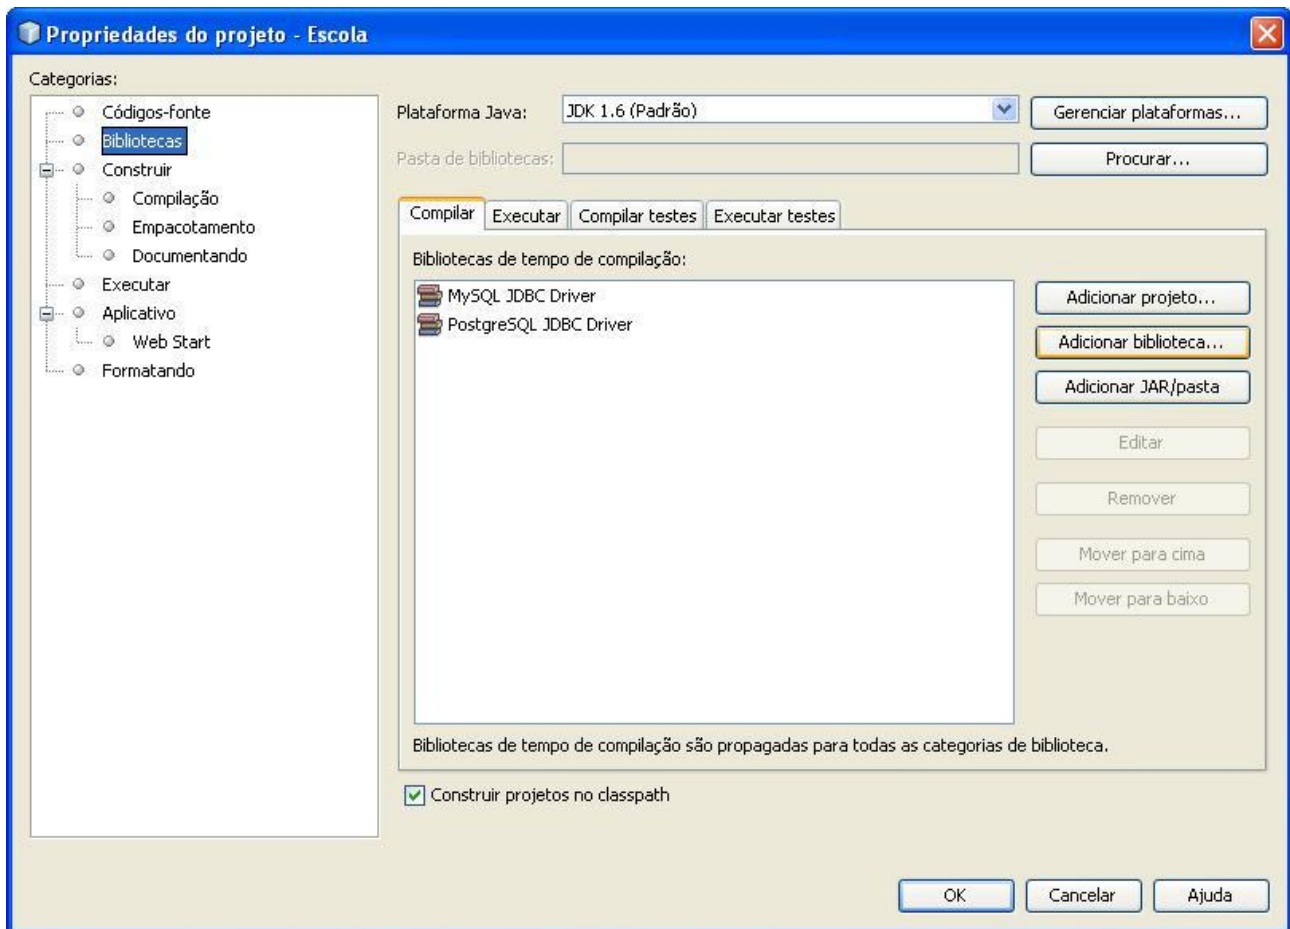 Propriedades do projeto - Escola
Categorias:
Códigos-fonte
Bibliotecas
Construir
Compilação
Empacotamento
Documentando
Executar
Aplicativo
Web Start
Formatando
Plataforma Java: JDK 1.6 (Padrão) Gerenciar plataformas...
Pasta de bibliotecas: Procurar...
Compilar Executar Compilar testes Executar testes
Bibliotecas de tempo de compilação:
MySQL JDBC Driver
PostgreSQL JDBC Driver
Adicionar projeto...
Adicionar biblioteca...
Adicionar JAR/pasta
Editar
Remover
Mover para cima
Mover para baixo
Bibliotecas de tempo de compilação são propagadas para todas as categorias de biblioteca.
Construir projetos no classpath
OK Cancelar Ajuda